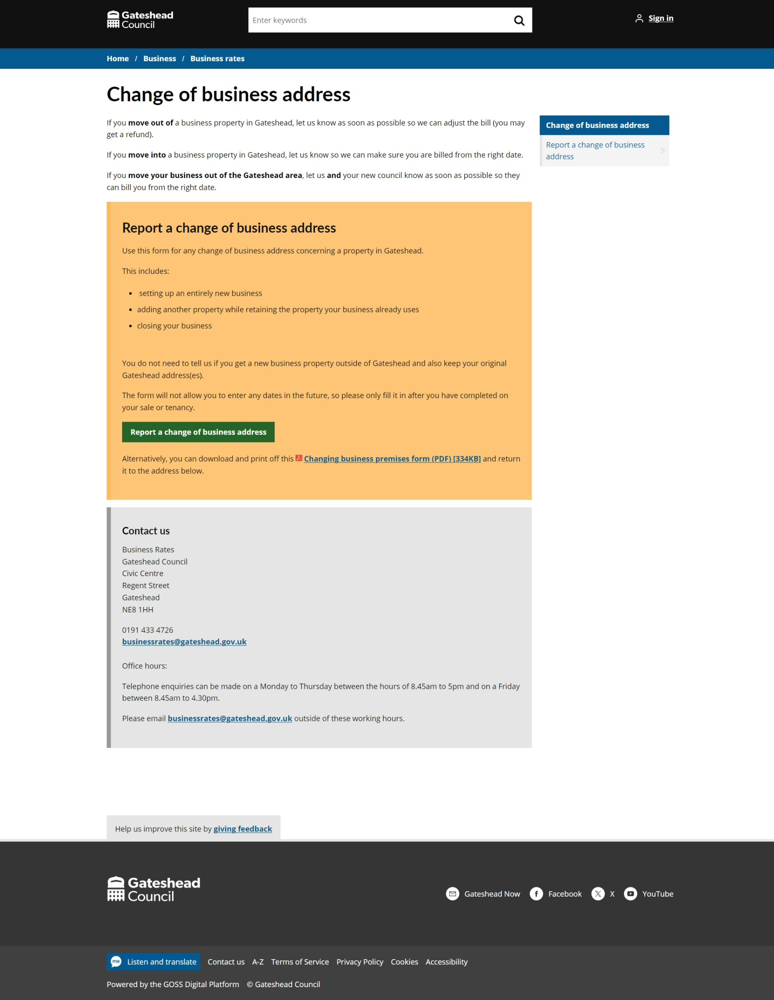 Gateshead
Council
Enter keywords
Sign in
Home / Business / Business rates
Change of business address
If you move out of a business property in Gateshead, let us know as soon as possible so we can adjust the bill (you may
get a refund).
If you move into a business property in Gateshead, let us know so we can make sure you are billed from the right date.
If you move your business out of the Gateshead area, let us and your new council know as soon as possible so they
can bill you from the right date.
Change of business address
Report a change of business
address
Report a change of business address
Use this form for any change of business address concerning a property in Gateshead.
This includes:
• setting up an entirely new business
• adding another property while retaining the property your business already uses
• closing your business
You do not need to tell us if you get a new business property outside of Gateshead and also keep your original
Gateshead address(es).
The form will not allow you to enter any dates in the future, so please only fill it in after you have completed on
your sale or tenancy.
Report a change of business address
Alternatively, you can download and print off this Changing business premises form (PDF) [334KB] and return
it to the address below.
Contact us
Business Rates
Gateshead Council
Civic Centre
Regent Street
Gateshead
NE8 1HH
0191 433 4726
businessrates@gateshead.gov.uk
Office hours:
Telephone enquiries can be made on a Monday to Thursday between the hours of 8.45am to 5pm and on a Friday
between 8.45am to 4.30pm.
Please email businessrates@gateshead.gov.uk outside of these working hours.
Help us improve this site by giving feedback
Gateshead
Council
Gateshead Now Facebook X YouTube
me Listen and translate Contact us A-Z Terms of Service Privacy Policy Cookies Accessibility
Powered by the GOSS Digital Platform © Gateshead Council